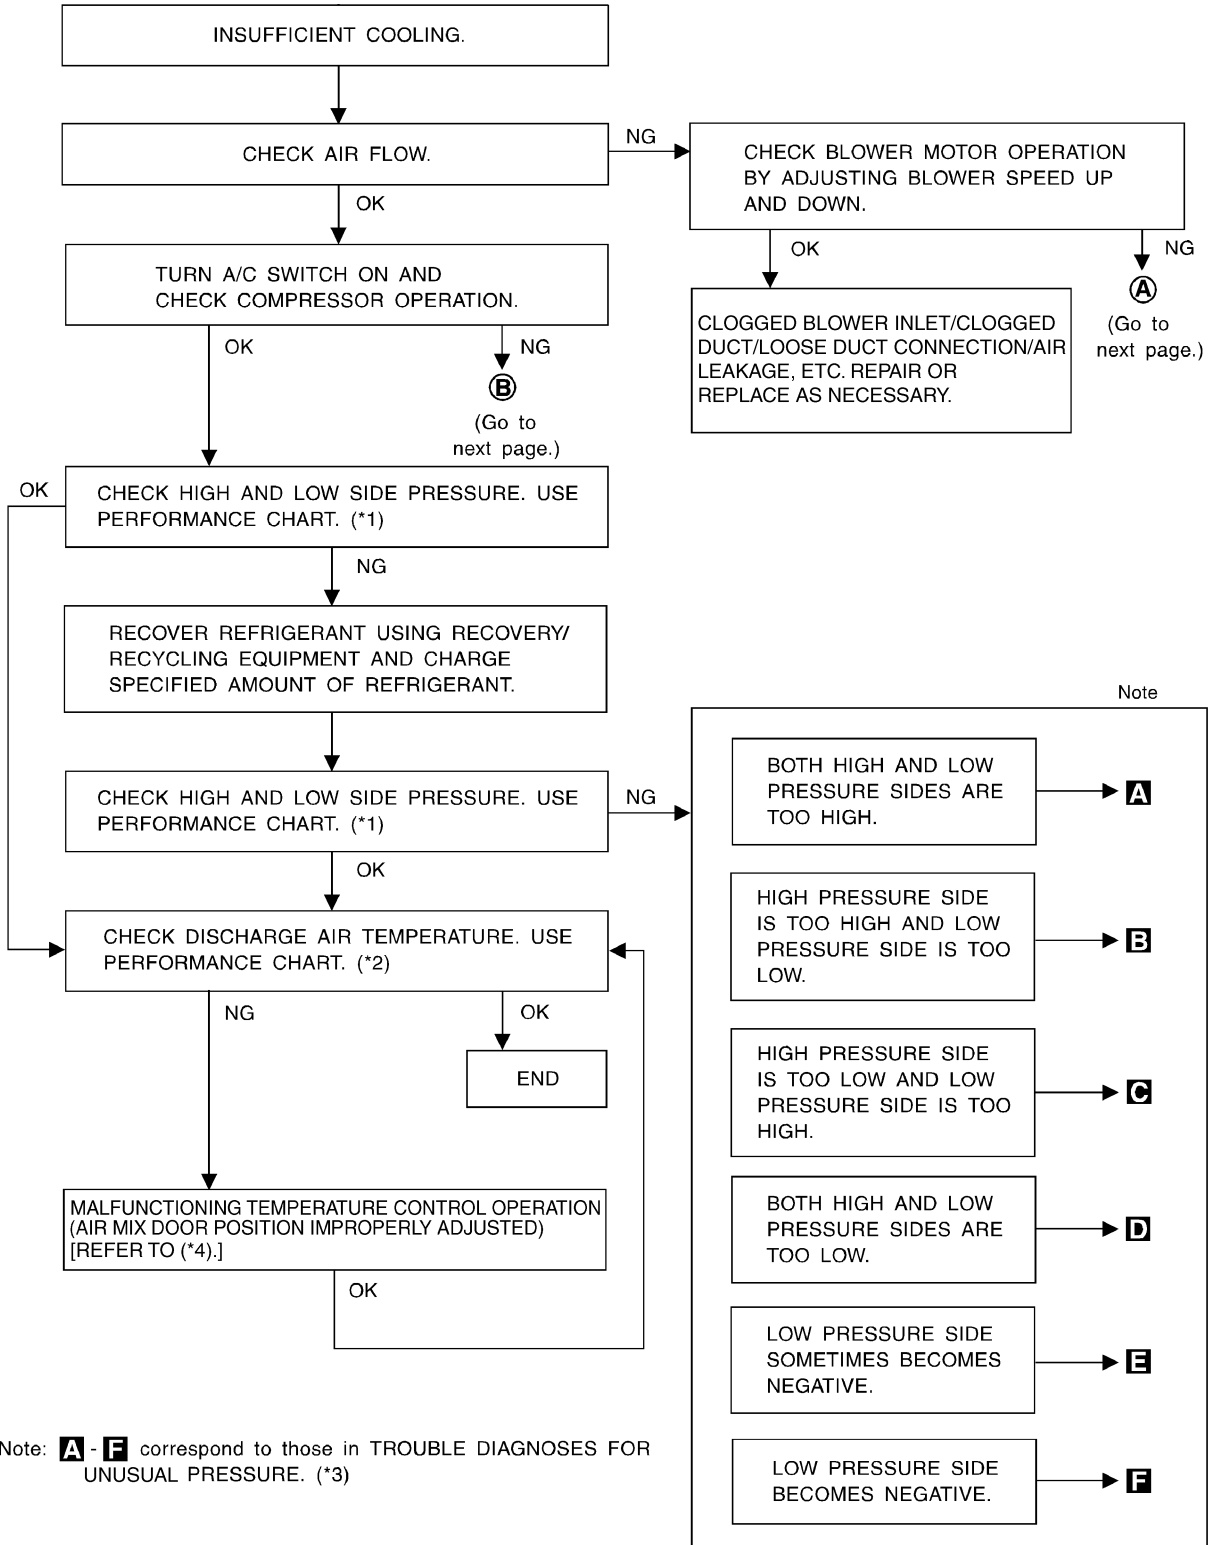 INSUFFICIENT COOLING.
CHECK AIR FLOW.
NG
CHECK BLOWER MOTOR OPERATION
BY ADJUSTING BLOWER SPEED UP
AND DOWN.
OK
OK
NG
TURN A/C SWITCH ON AND
CHECK COMPRESSOR OPERATION.
A
(Go to
next page.)
CLOGGED BLOWER INLET/CLOGGED
DUCT/LOOSE DUCT CONNECTION/AIR
LEAKAGE, ETC. REPAIR OR
REPLACE AS NECESSARY.
OK
NG
B
(Go to
next page.)
OK
CHECK HIGH AND LOW SIDE PRESSURE. USE
PERFORMANCE CHART. (*1)
NG
RECOVER REFRIGERANT USING RECOVERY/
RECYCLING EQUIPMENT AND CHARGE
SPECIFIED AMOUNT OF REFRIGERANT.
CHECK HIGH AND LOW SIDE PRESSURE. USE
PERFORMANCE CHART. (*1)
NG
OK
CHECK DISCHARGE AIR TEMPERATURE. USE
PERFORMANCE CHART. (*2)
NG
OK
END
MALFUNCTIONING TEMPERATURE CONTROL OPERATION
(AIR MIX DOOR POSITION IMPROPERLY ADJUSTED)
[REFER TO (*4).]
OK
Note
BOTH HIGH AND LOW
PRESSURE SIDES ARE
TOO HIGH.
A
HIGH PRESSURE SIDE
IS TOO HIGH AND LOW
PRESSURE SIDE IS TOO
LOW.
B
HIGH PRESSURE SIDE
IS TOO LOW AND LOW
PRESSURE SIDE IS TOO
HIGH.
C
BOTH HIGH AND LOW
PRESSURE SIDES ARE
TOO LOW.
D
LOW PRESSURE SIDE
SOMETIMES BECOMES
NEGATIVE.
E
LOW PRESSURE SIDE
BECOMES NEGATIVE.
F
Note: A - F correspond to those in TROUBLE DIAGNOSES FOR
UNUSUAL PRESSURE. (*3)